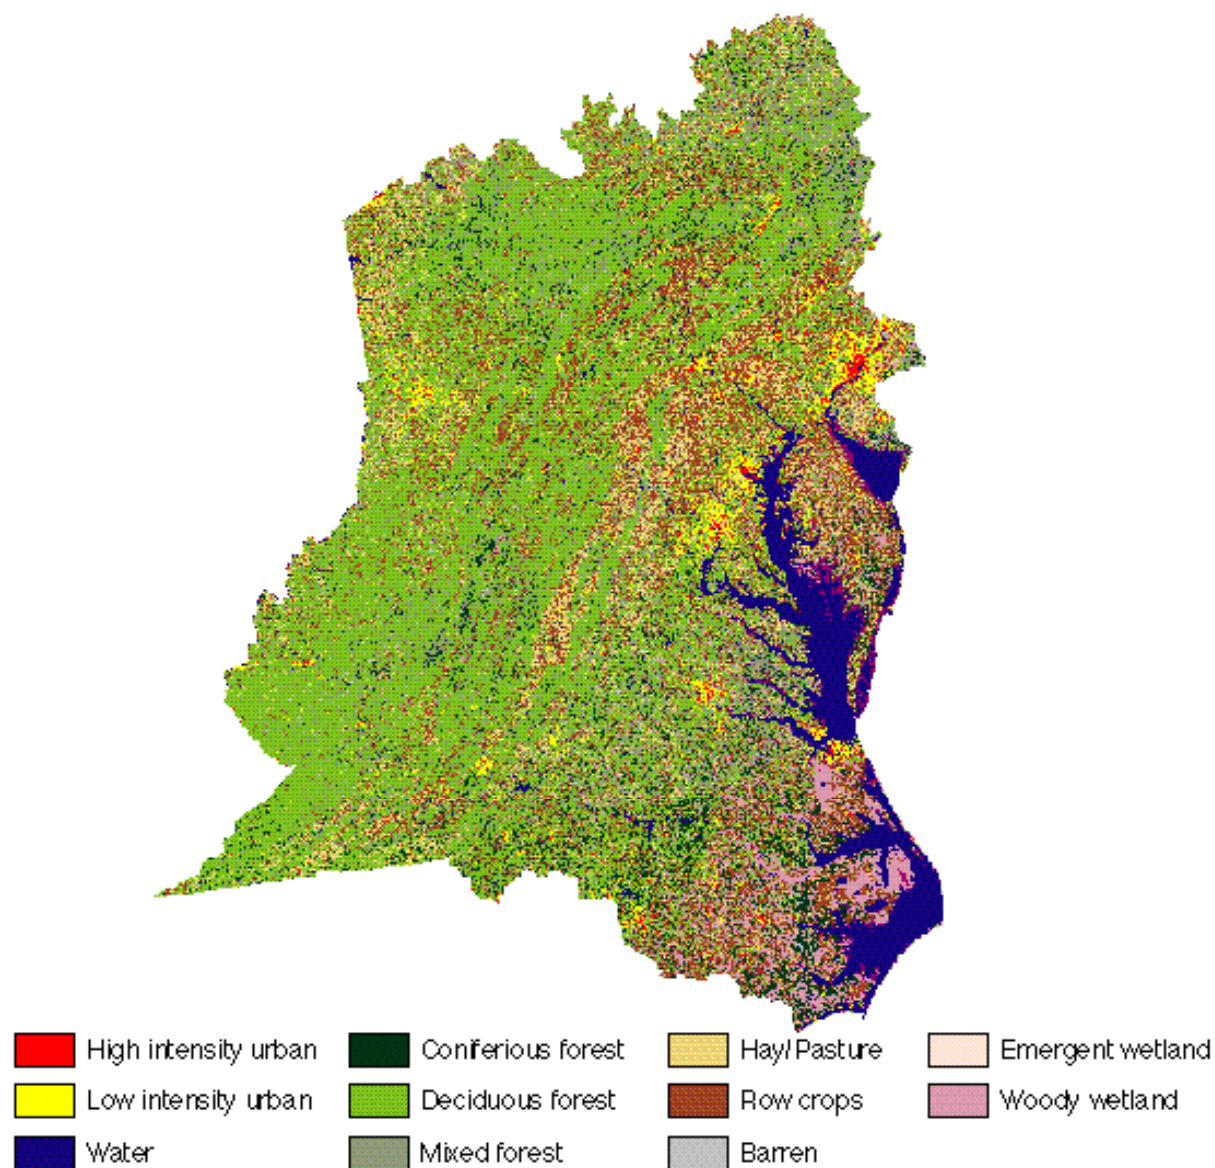 High intensity urban
Coniferious forest
Hay/Pasture
Emergent wetland
Low intensity urban
Deciduous forest
Row crops
Woody wetland
Water
Mixed forest
Barren